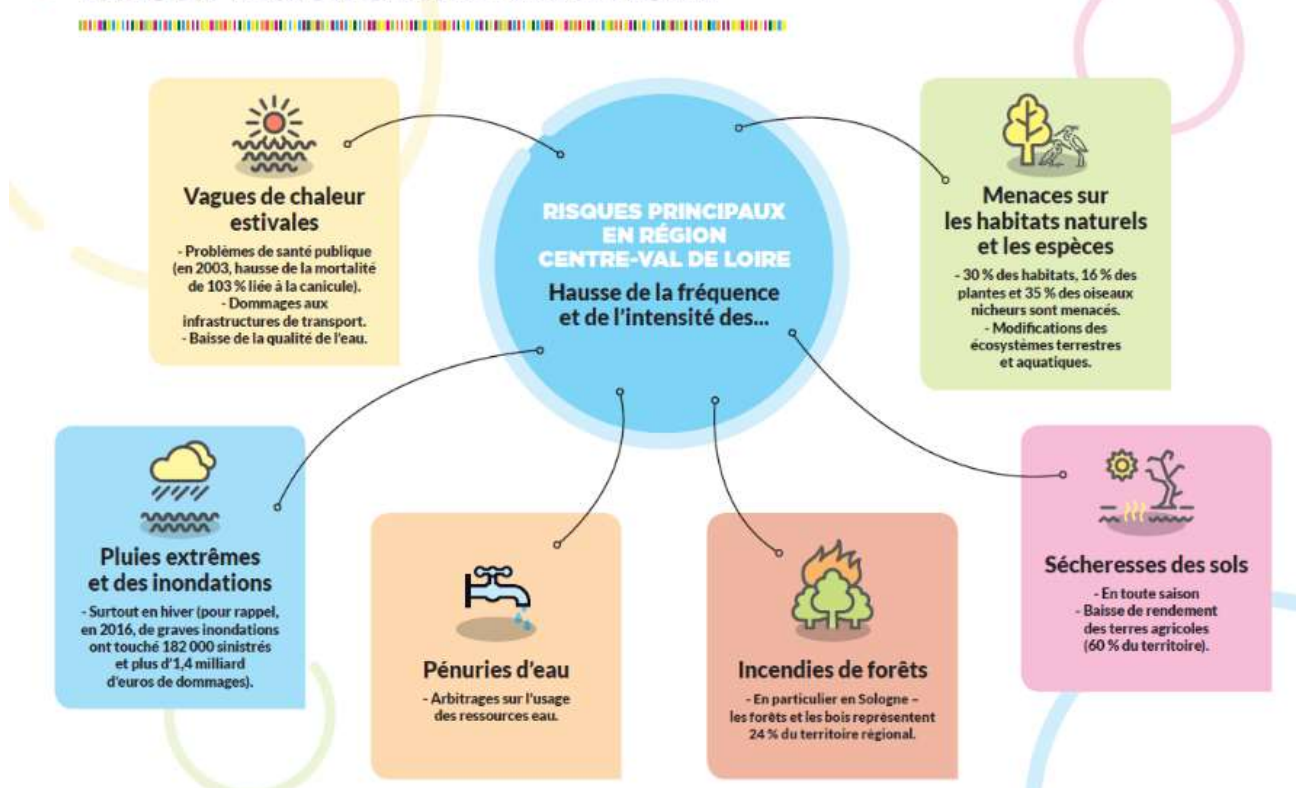 RISQUES PRINCIPAUX
EN RÉGION
CENTRE-VAL DE LOIRE
Hausse de la fréquence
et de l'intensité des...
Vagues de chaleur
estivales
- Problèmes de santé publique
(en 2003, hausse de la mortalité
de 103 % liée à la canicule).
- Dommages aux
infrastructures de transport.
- Baisse de la qualité de l'eau.
Menaces sur
les habitats naturels
et les espèces
- 30 % des habitats, 16 % des
plantes et 35 % des oiseaux
nicheurs sont menacés.
- Modifications des
écosystèmes terrestres
et aquatiques.
Pluies extrêmes
et des inondations
- Surtout en hiver (pour rappel,
en 2016, de graves inondations
ont touché 182 000 sinistrés
et plus d'1,4 milliard
d'euros de dommages).
Pénuries d'eau
- Arbitrages sur l'usage
des ressources eau.
Incendies de forêts
- En particulier en Sologne –
les forêts et les bois représentent
24 % du territoire régional.
Sécheresses des sols
- En toute saison
- Baisse de rendement
des terres agricoles
(60 % du territoire).